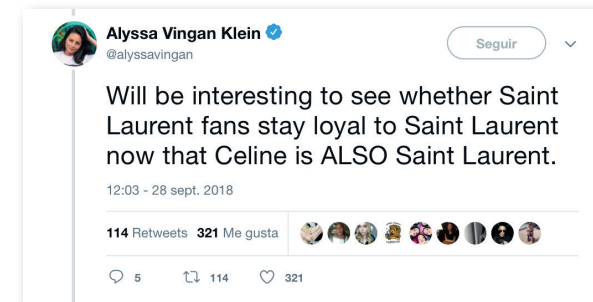 Alyssa Vingan Klein
@alyssavingan
Seguir
Will be interesting to see whether Saint
Laurent fans stay loyal to Saint Laurent
now that Celine is ALSO Saint Laurent.
12:03 - 28 sept. 2018
114 Retweets 321 Me gusta
5 114 321